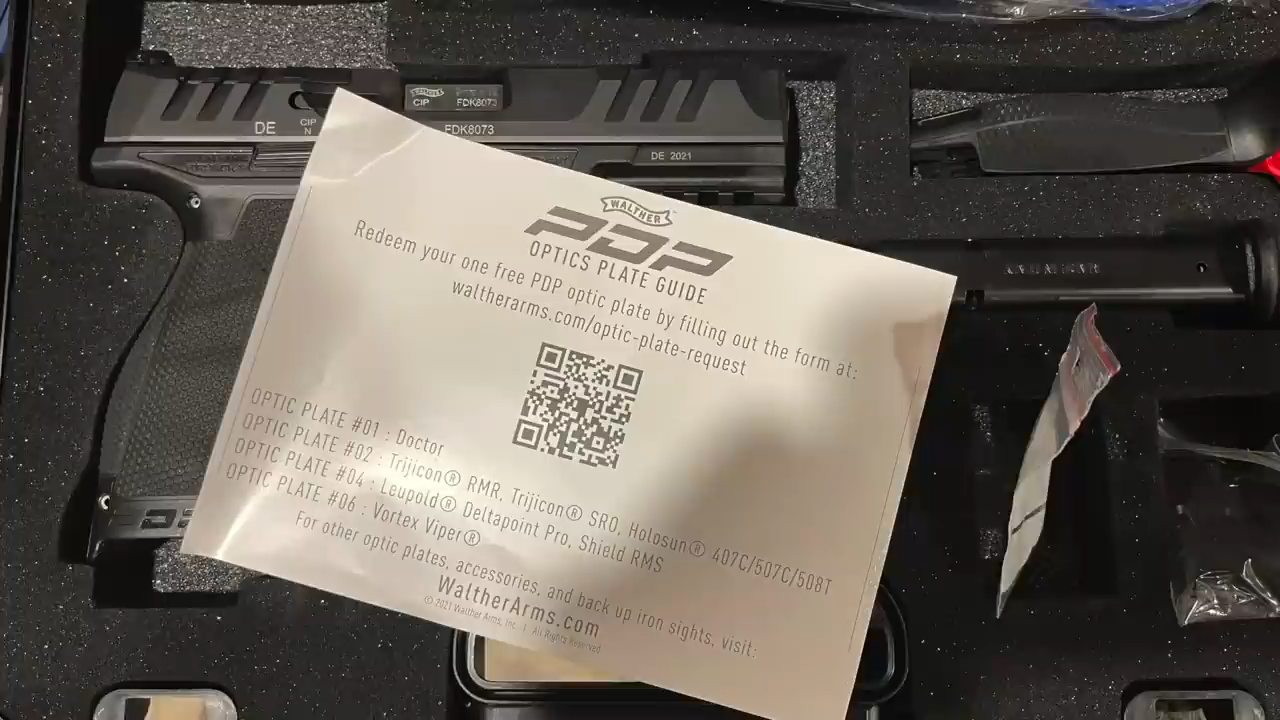 WALTHER
CIP
FDK8073
DE
CIP
N
FDK8073
DE 2021
WALTHER
PDP
OPTICS PLATE GUIDE
Redeem your one free PDP optic plate by filling out the form at:
waltherarms.com/optic-plate-request
OPTIC PLATE #01 : Doctor
OPTIC PLATE #02 : Trijicon® RMR, Trijicon® SRO, Holosun® 407C/507C/508T
OPTIC PLATE #04 : Leupold® Deltapoint Pro, Shield RMS
OPTIC PLATE #06 : Vortex Viper®
For other optic plates, accessories, and back up iron sights, visit:
WaltherArms.com
© 2021 Walther Arms, Inc. | All Rights Reserved